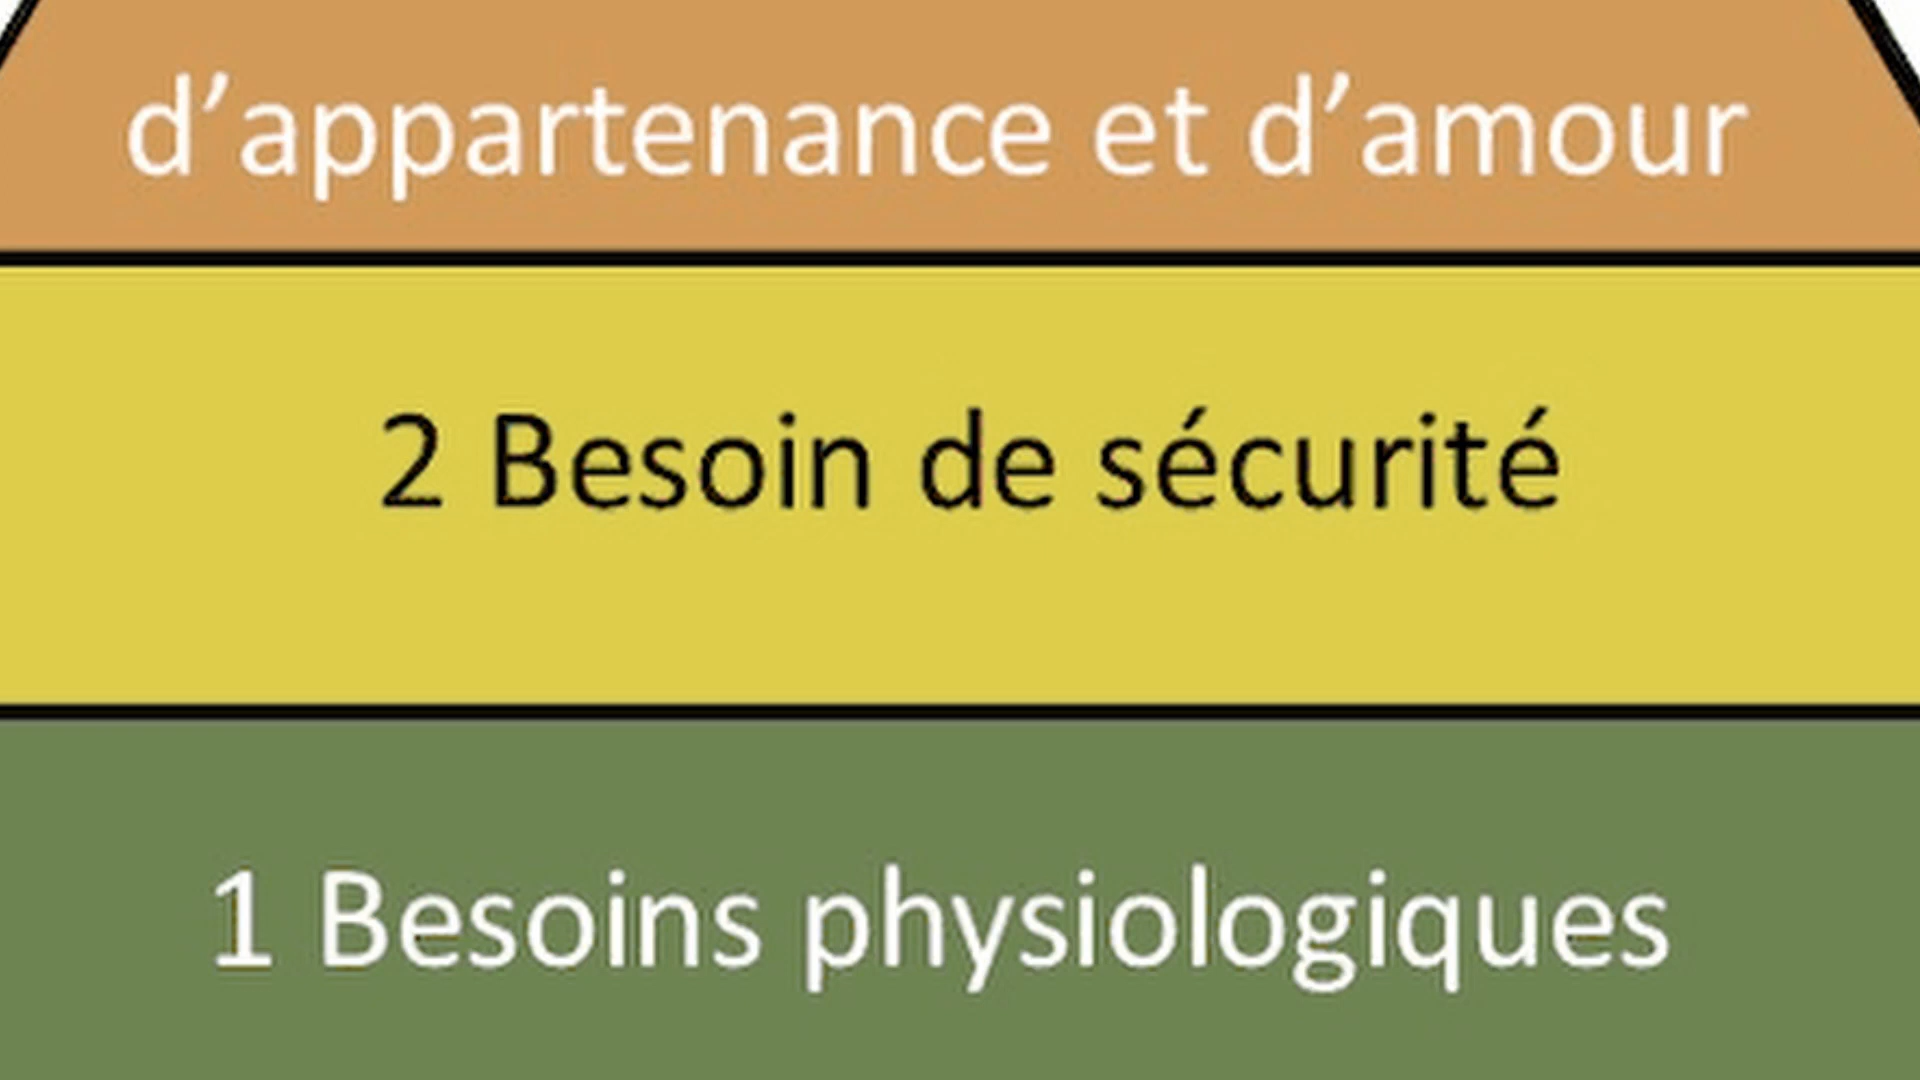 d’appartenance et d’amour
2 Besoin de sécurité
1 Besoins physiologiques